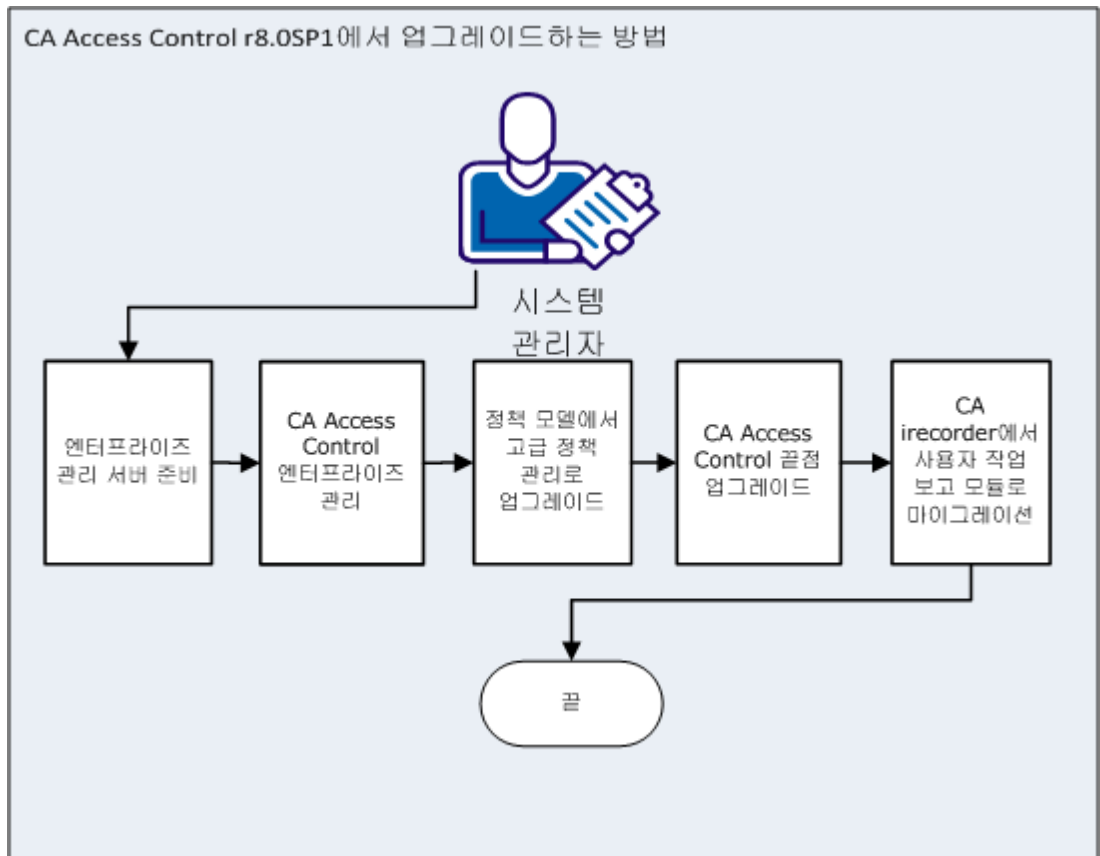 CA Access Control r8.0SP1에서 업그레이드하는 방법
시스템
관리자
엔터프라이즈
관리 서버 준비
CA Access
Control
엔터프라이즈
관리
정책 모델에서
고급 정책
관리로
업그레이드
CA Access
Control 끝점
업그레이드
CA
irecorder에서
사용자 작업
보고 모듈로
마이그레이션
끝